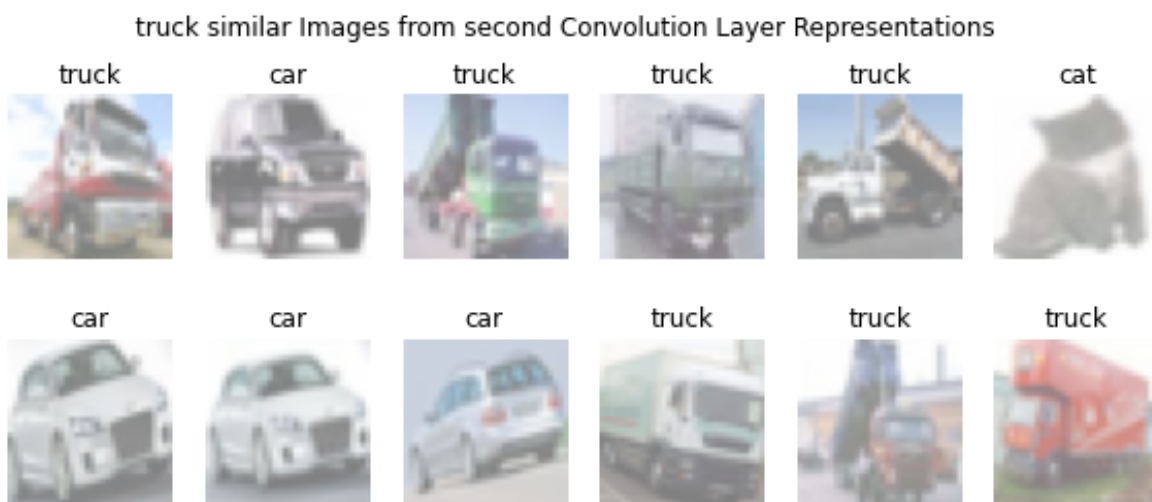 truck similar Images from second Convolution Layer Representations
truck car truck truck truck cat
car car car truck truck truck